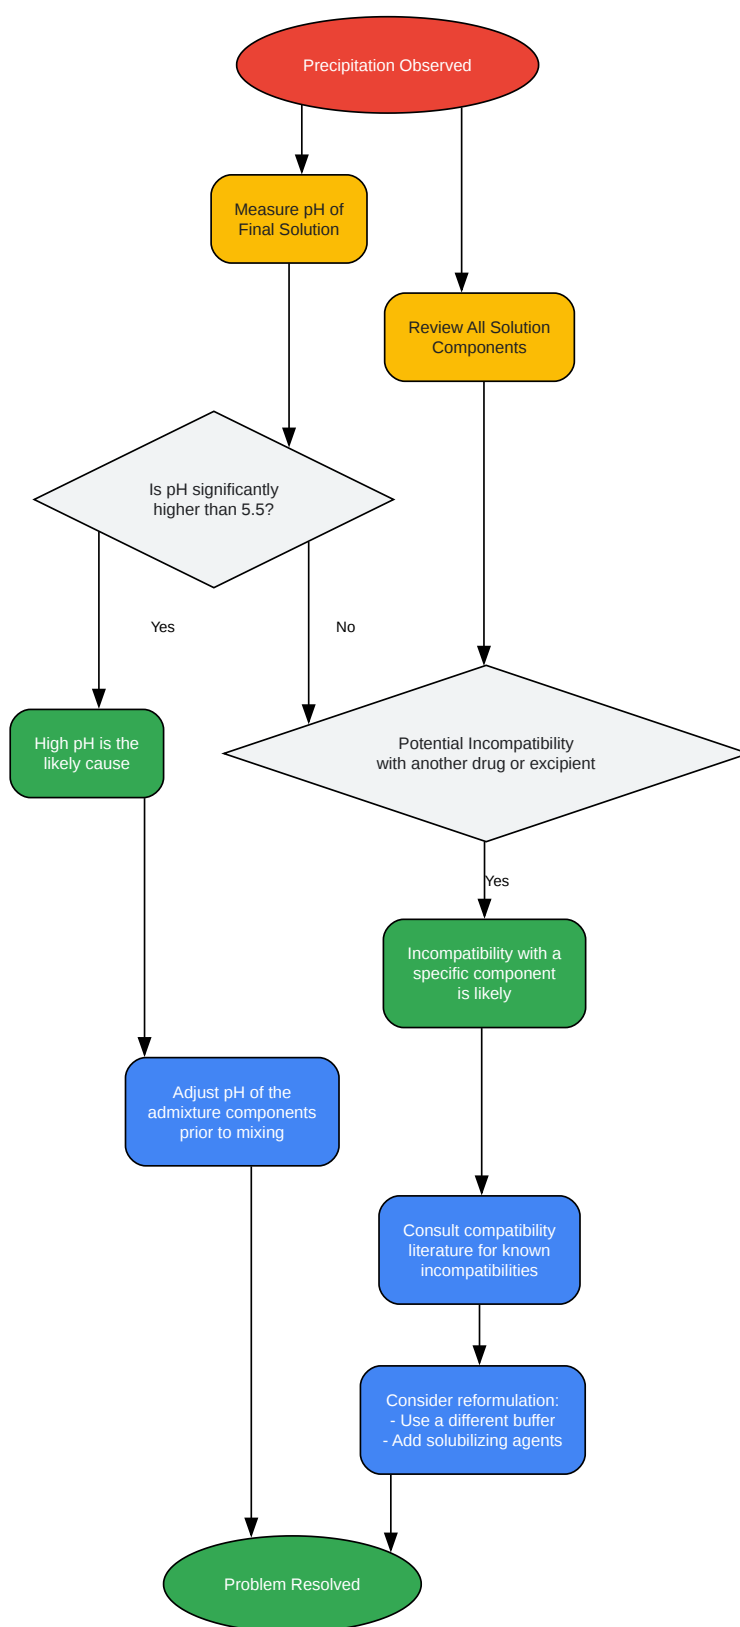 Precipitation Observed
Measure pH of
Final Solution
Review All Solution
Components
Is pH significantly
higher than 5.5?
Yes
No
High pH is the
likely cause
Potential Incompatibility
with another drug or excipient
Yes
Incompatibility with a
specific component
is likely
Adjust pH of the
admixture components
prior to mixing
Consult compatibility
literature for known
incompatibilities
Consider reformulation:
- Use a different buffer
- Add solubilizing agents
Problem Resolved